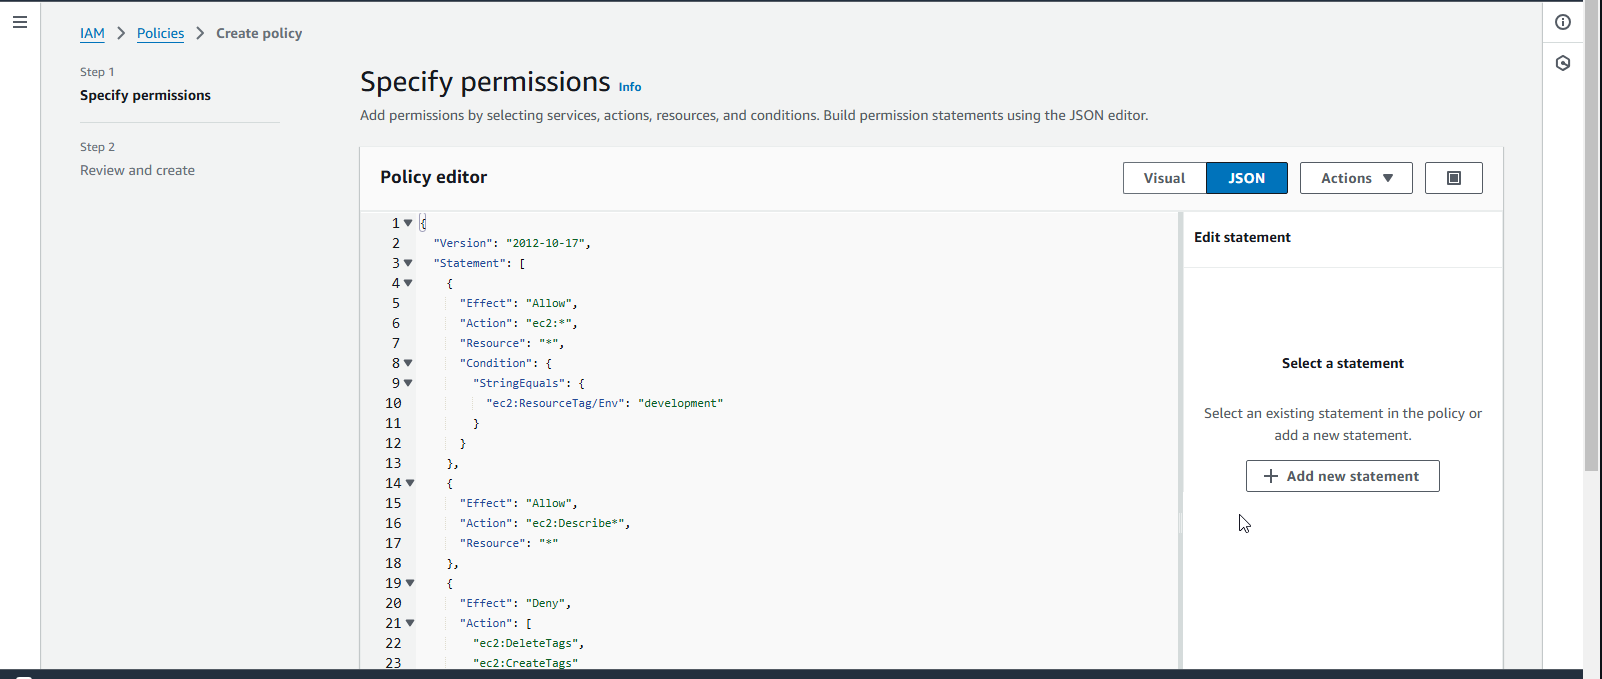 IAM > Policies > Create policy
Step 1
Specify permissions
Step 2
Review and create
Specify permissions Info
Add permissions by selecting services, actions, resources, and conditions. Build permission statements using the JSON editor.
Policy editor
Visual JSON Actions
1 {
2 "Version": "2012-10-17",
3 "Statement": [
4 {
5 "Effect": "Allow",
6 "Action": "ec2:*",
7 "Resource": "*",
8 "Condition": {
9 "StringEquals": {
10 "ec2:ResourceTag/Env": "development"
11 }
12 }
13 },
14 {
15 "Effect": "Allow",
16 "Action": "ec2:Describe*",
17 "Resource": "*"
18 },
19 {
20 "Effect": "Deny",
21 "Action": [
22 "ec2:DeleteTags",
23 "ec2:CreateTags"
Edit statement
Select a statement
Select an existing statement in the policy or
add a new statement.
+ Add new statement